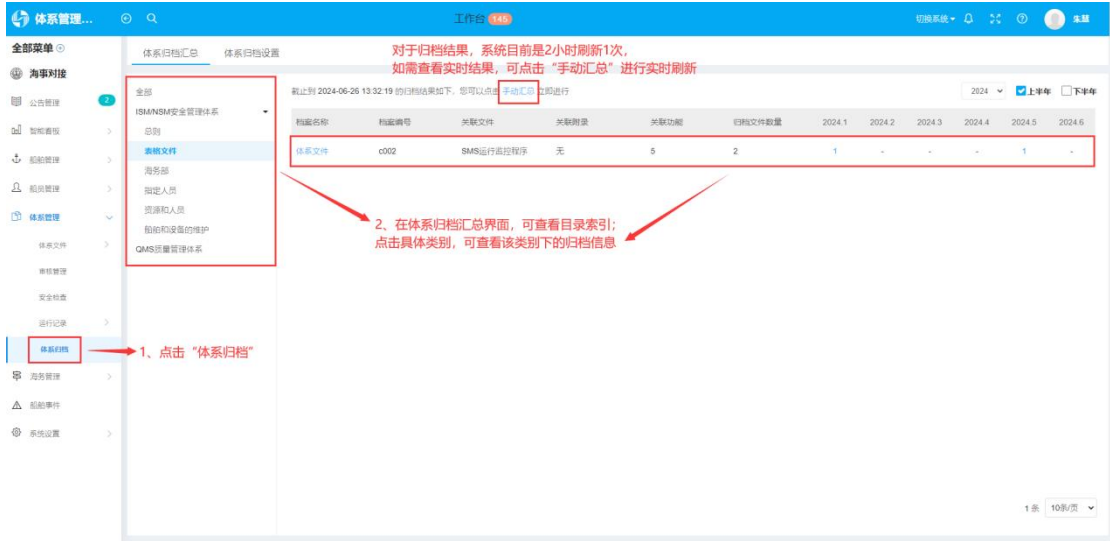 体系管理...
工作台 145
切换系统
朱慧
全部菜单
海事对接
公告管理 2
智能看板
船舶管理
船员管理
体系管理
体系文件
审核管理
安全检查
运行记录
体系归档
海务管理
船舶事件
系统设置
体系归档汇总 体系归档设置
对于归档结果，系统目前是2小时刷新1次，
如需查看实时结果，可点击“手动汇总”进行实时刷新
全部
ISM/NSM安全管理体系
总则
表格文件
海务部
指定人员
资源和人员
船舶和设备的维护
QMS质量管理体系
截止到 2024-06-26 13:32:19 的归档结果如下，您可以点击 手动汇总 立即进行
2024 上半年 下半年
档案名称 档案编号 关联文件 关联附录 关联功能 归档文件数量 2024.1 2024.2 2024.3 2024.4 2024.5 2024.6
体系文件 c002 SMS运行监控程序 无 5 2 1 - - - 1 -
2、在体系归档汇总界面，可查看目录索引；
点击具体类别，可查看该类别下的归档信息
1、点击“体系归档”
1 条 10条/页